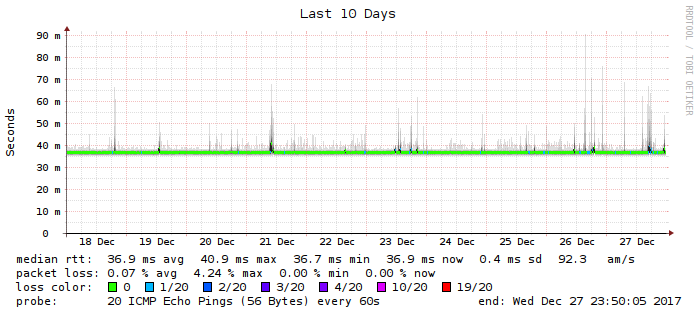 Last 10 Days
RRDTOOL / TOBI OETIKER
Seconds
90 m
80 m
70 m
60 m
50 m
40 m
30 m
20 m
10 m
0
18 Dec 19 Dec 20 Dec 21 Dec 22 Dec 23 Dec 24 Dec 25 Dec 26 Dec 27 Dec
median rtt: 36.9 ms avg 40.9 ms max 36.7 ms min 36.9 ms now 0.4 ms sd 92.3 am/s
packet loss: 0.07 % avg 4.24 % max 0.00 % min 0.00 % now
loss color: 0 1/20 2/20 3/20 4/20 10/20 19/20
probe: 20 ICMP Echo Pings (56 Bytes) every 60s end: Wed Dec 27 23:50:05 2017